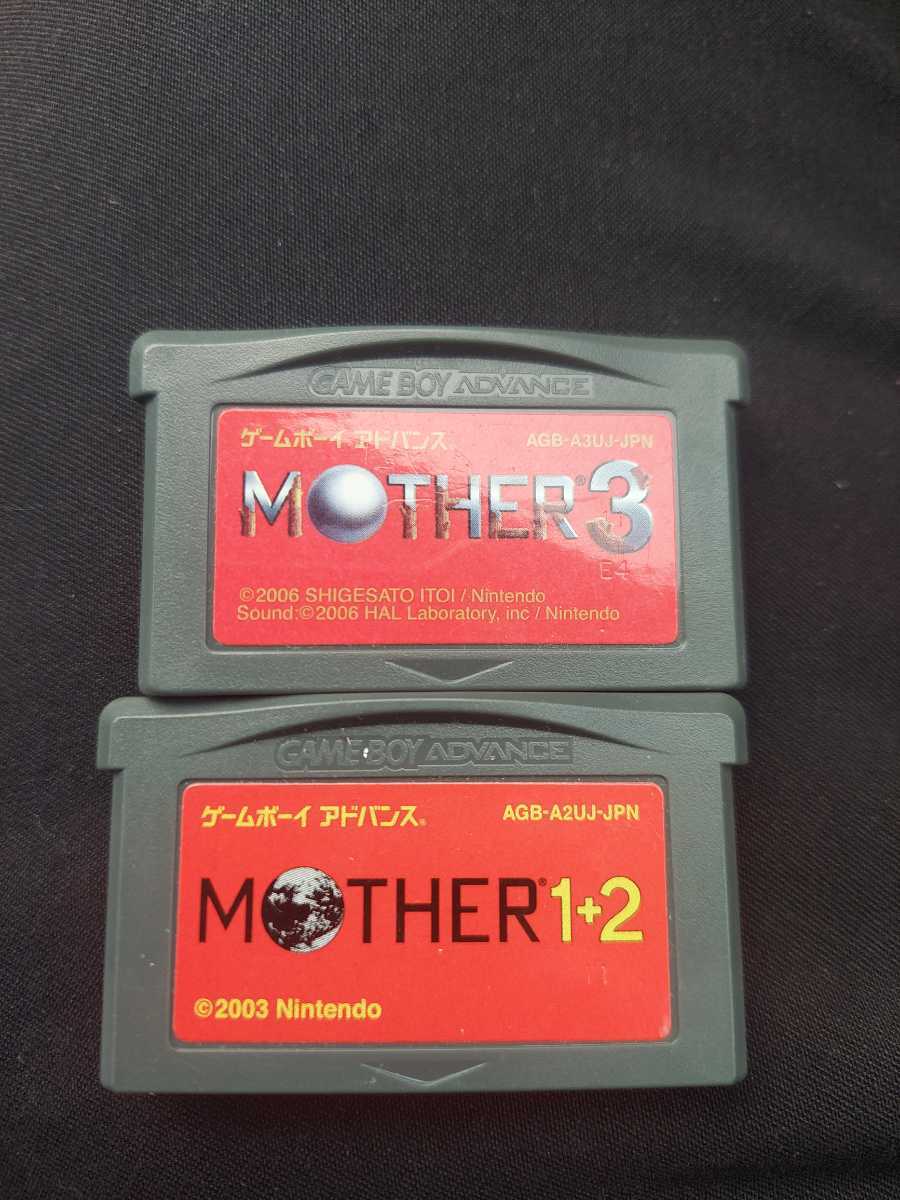 GAME BOY ADVANCE
ゲームボーイ アドバンス AGB-A3UJ-JPN
MOTHER®3
E4
©2006 SHIGESATO ITOI / Nintendo
Sound:©2006 HAL Laboratory, inc / Nintendo
GAME BOY ADVANCE
ゲームボーイ アドバンス® AGB-A2UJ-JPN
MOTHER®1+2
©2003 Nintendo